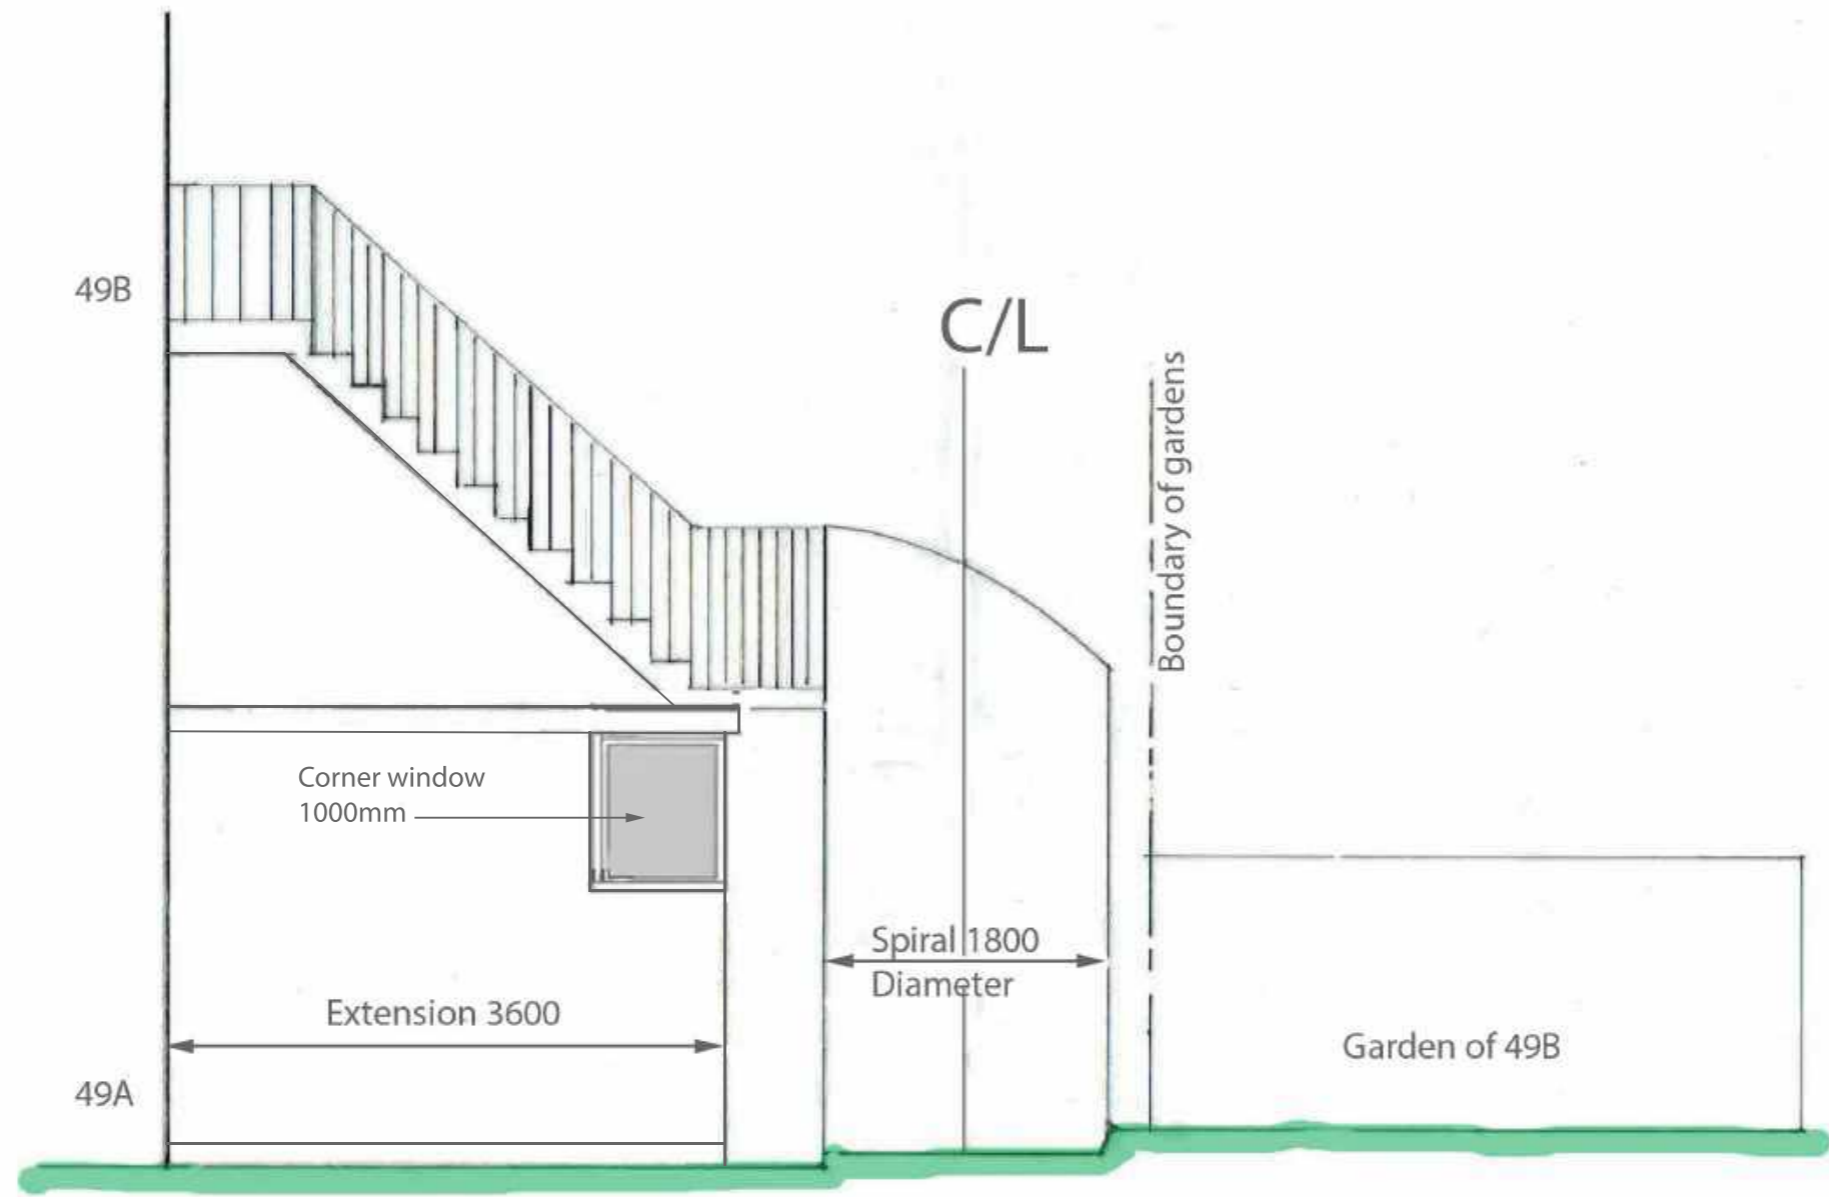 49B
C/L
Boundary of gardens
Corner window
1000mm
Spiral 1800
Diameter
Extension 3600
Garden of 49B
49A